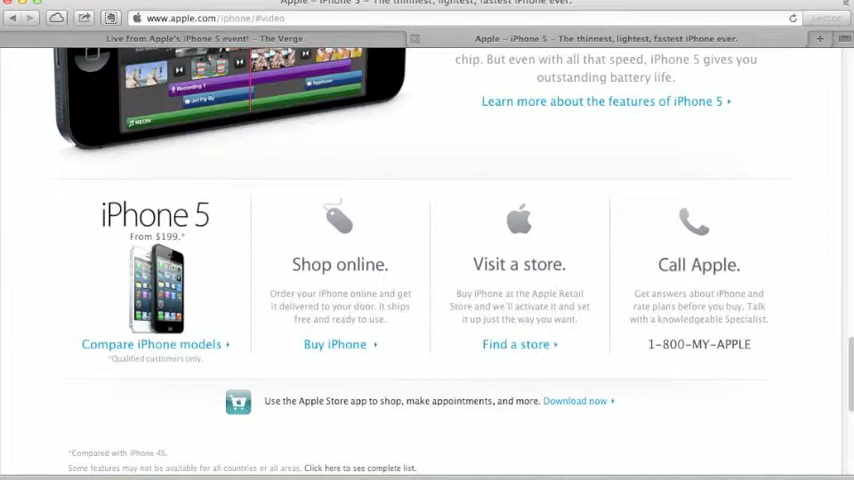 Apple – iPhone 5 – The thinnest, lightest, fastest iPhone ever.
www.apple.com/iphone/#video
Lector
Live from Apple's iPhone 5 event! – The Verge
Apple – iPhone 5 – The thinnest, lightest, fastest iPhone ever.
chip. But even with all that speed, iPhone 5 gives you
outstanding battery life.
Learn more about the features of iPhone 5
Recording 1
Jet Fly By
Applause
NEON
iPhone 5
From $199.*
Compare iPhone models
*Qualified customers only.
Shop online.
Order your iPhone online and get
it delivered to your door. It ships
free and ready to use.
Buy iPhone
Visit a store.
Buy iPhone at the Apple Retail
Store and we'll activate it and set
it up just the way you want.
Find a store
Call Apple.
Get answers about iPhone and
rate plans before you buy. Talk
with a knowledgeable Specialist.
1-800-MY-APPLE
Use the Apple Store app to shop, make appointments, and more. Download now
*Compared with iPhone 4S.
Some features may not be available for all countries or all areas. Click here to see complete list.